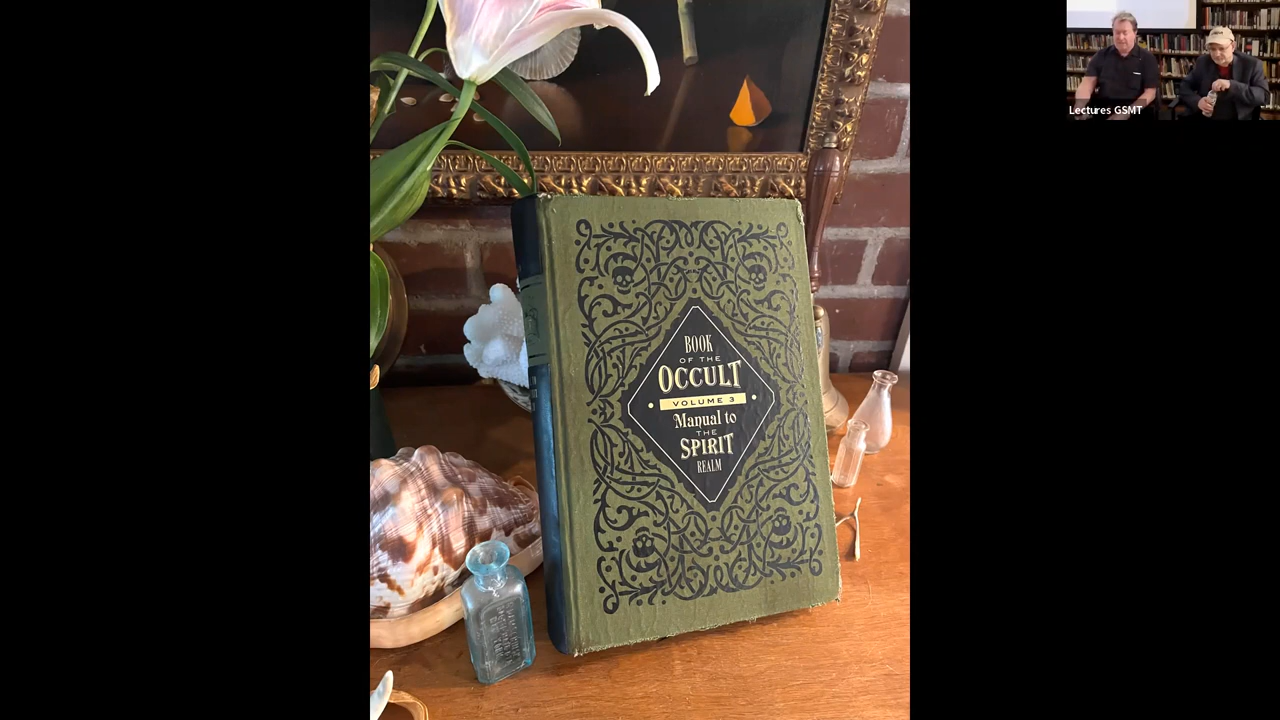 BOOK
OF THE
OCCULT
VOLUME 3
Manual to
THE
SPIRIT
REALM
Lectures GSMT